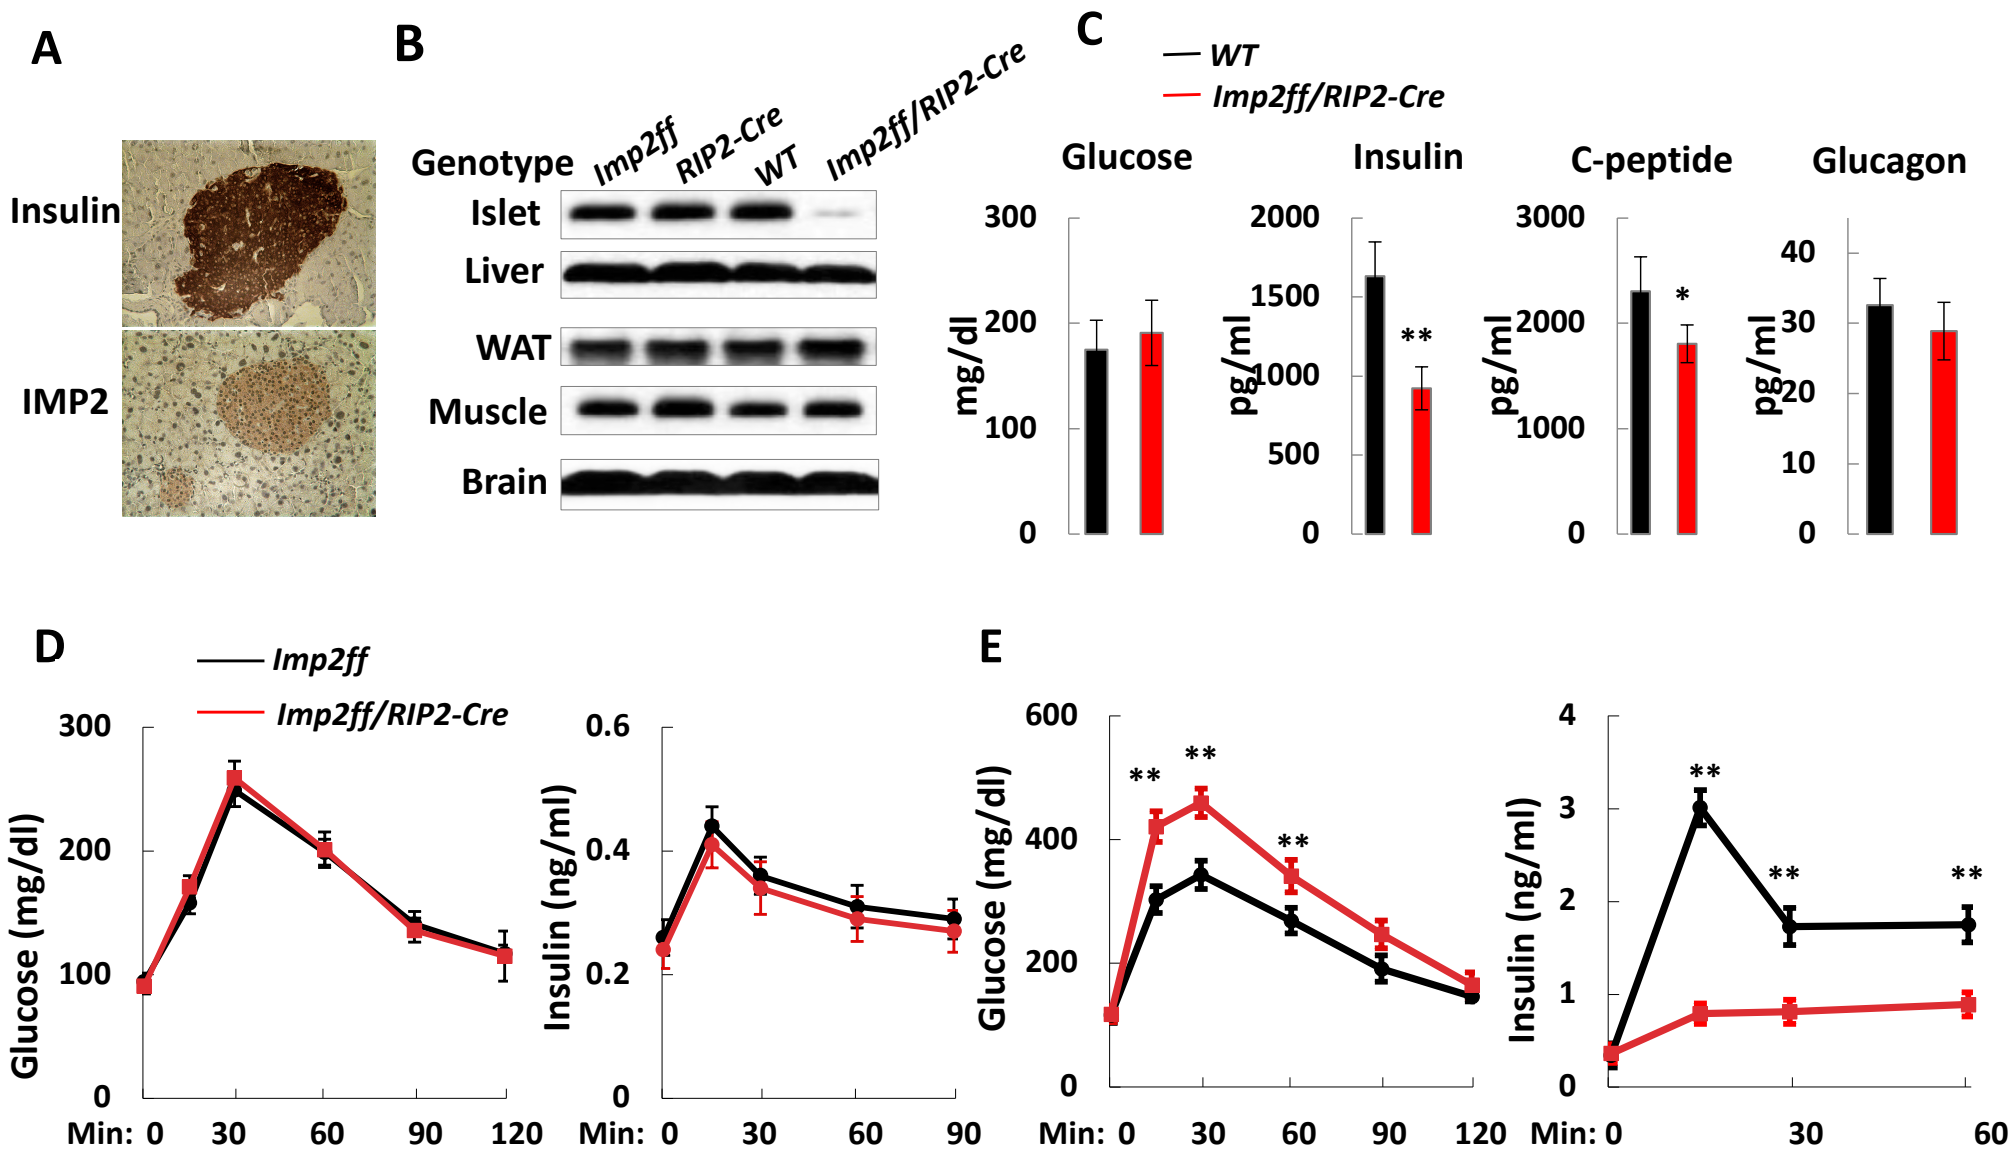 A
Insulin
IMP2
B
Genotype
Imp2ff
RIP2-Cre
WT
Imp2ff/RIP2-Cre
Islet
Liver
WAT
Muscle
Brain
C
WT
Imp2ff/RIP2-Cre
Glucose
mg/dl
300
200
100
0
Insulin
pg/ml
2000
1500
1000
500
0
**
C-peptide
pg/ml
3000
2000
1000
0
*
Glucagon
pg/ml
40
30
20
10
0
D
Imp2ff
Imp2ff/RIP2-Cre
Glucose (mg/dl)
300
200
100
0
Min: 0 30 60 90 120
Insulin (ng/ml)
0.6
0.4
0.2
0
Min: 0 30 60 90
E
Glucose (mg/dl)
600
400
200
0
** ** **
Min: 0 30 60 90 120
Insulin (ng/ml)
4
3
2
1
0
** ** **
Min: 0 30 60